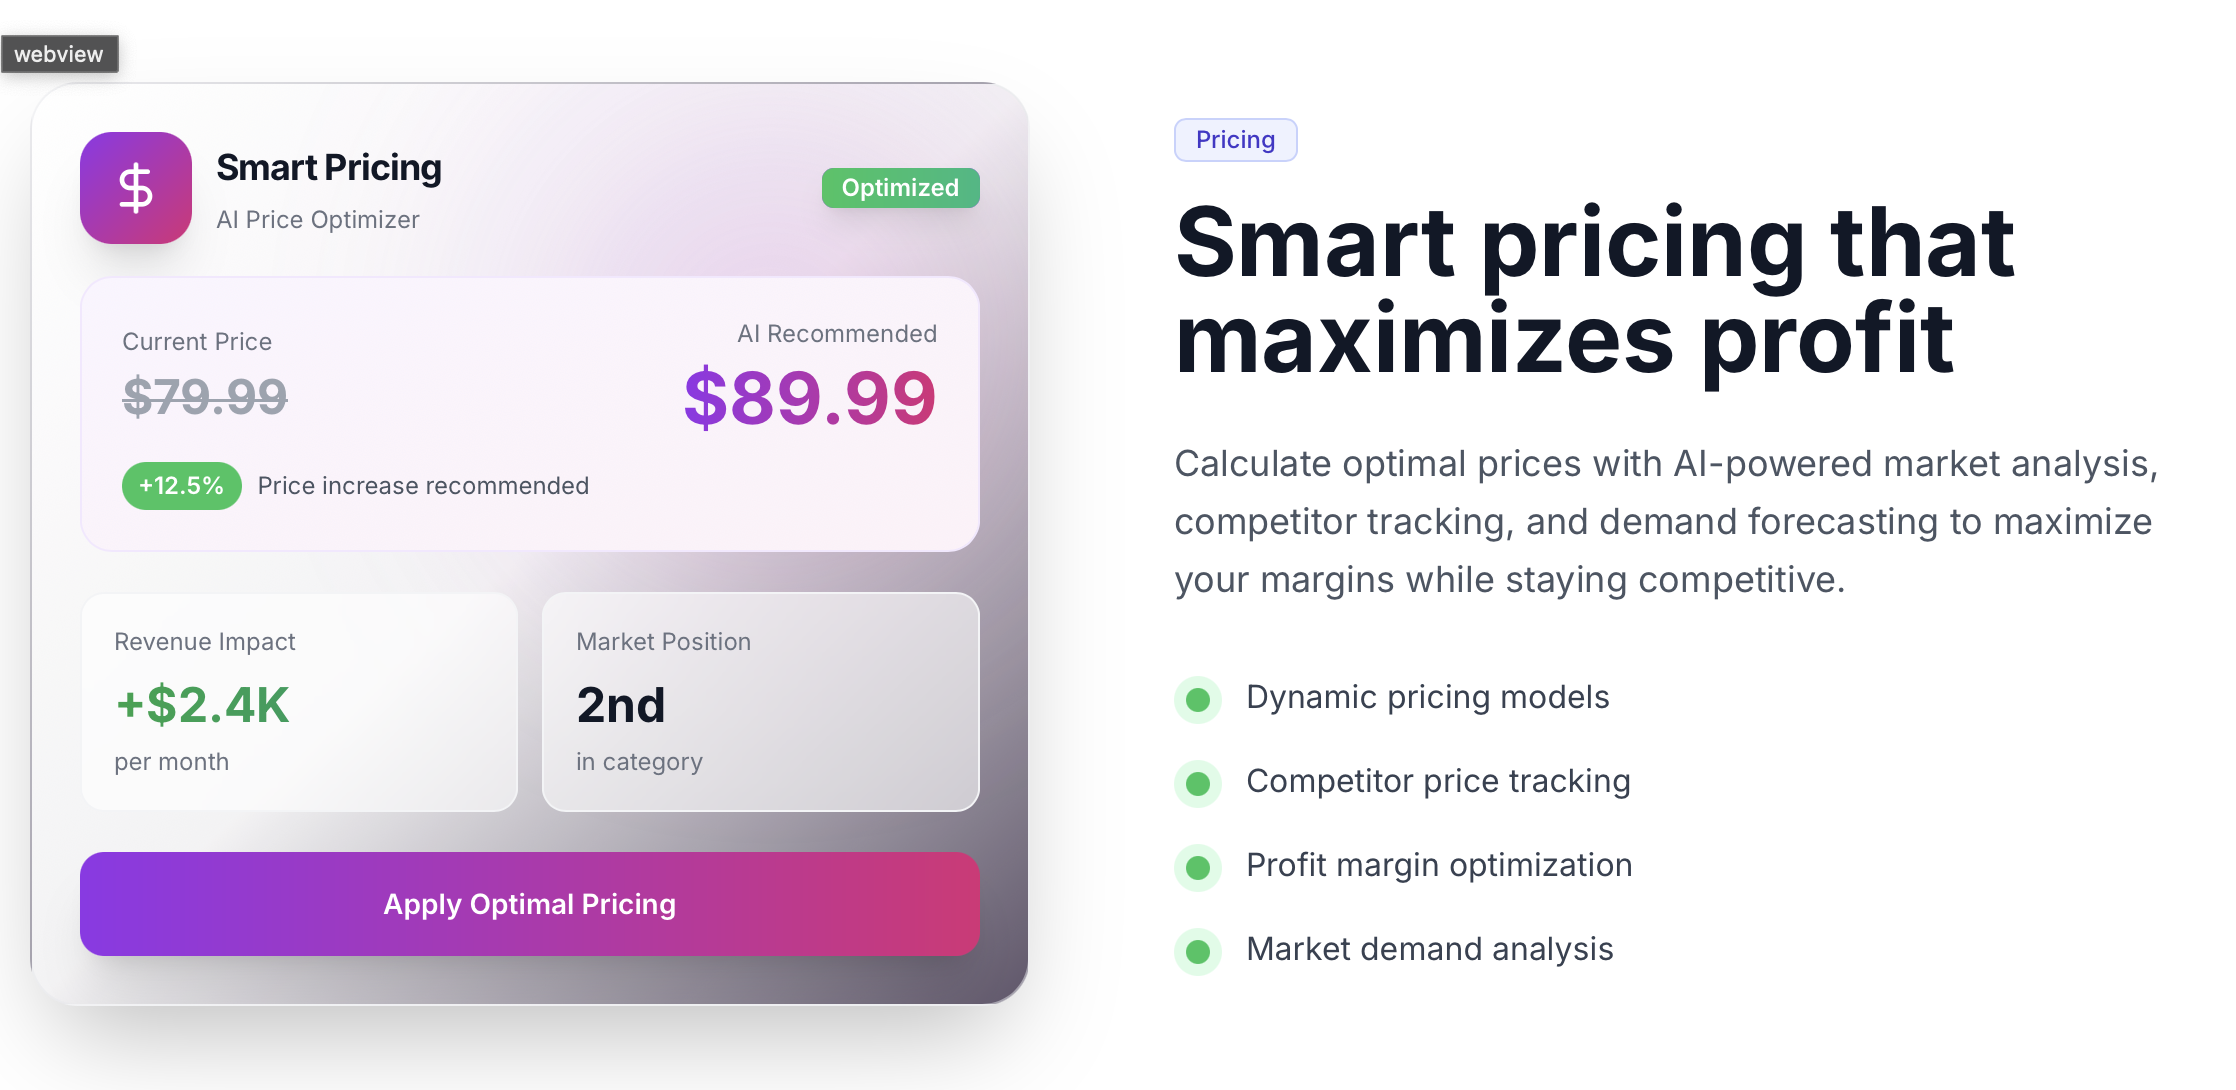 webview
Smart Pricing
AI Price Optimizer
Optimized
Current Price
$79.99
AI Recommended
$89.99
+12.5% Price increase recommended
Revenue Impact
+$2.4K
per month
Market Position
2nd
in category
Apply Optimal Pricing
Pricing
Smart pricing that
maximizes profit
Calculate optimal prices with AI-powered market analysis,
competitor tracking, and demand forecasting to maximize
your margins while staying competitive.
Dynamic pricing models
Competitor price tracking
Profit margin optimization
Market demand analysis